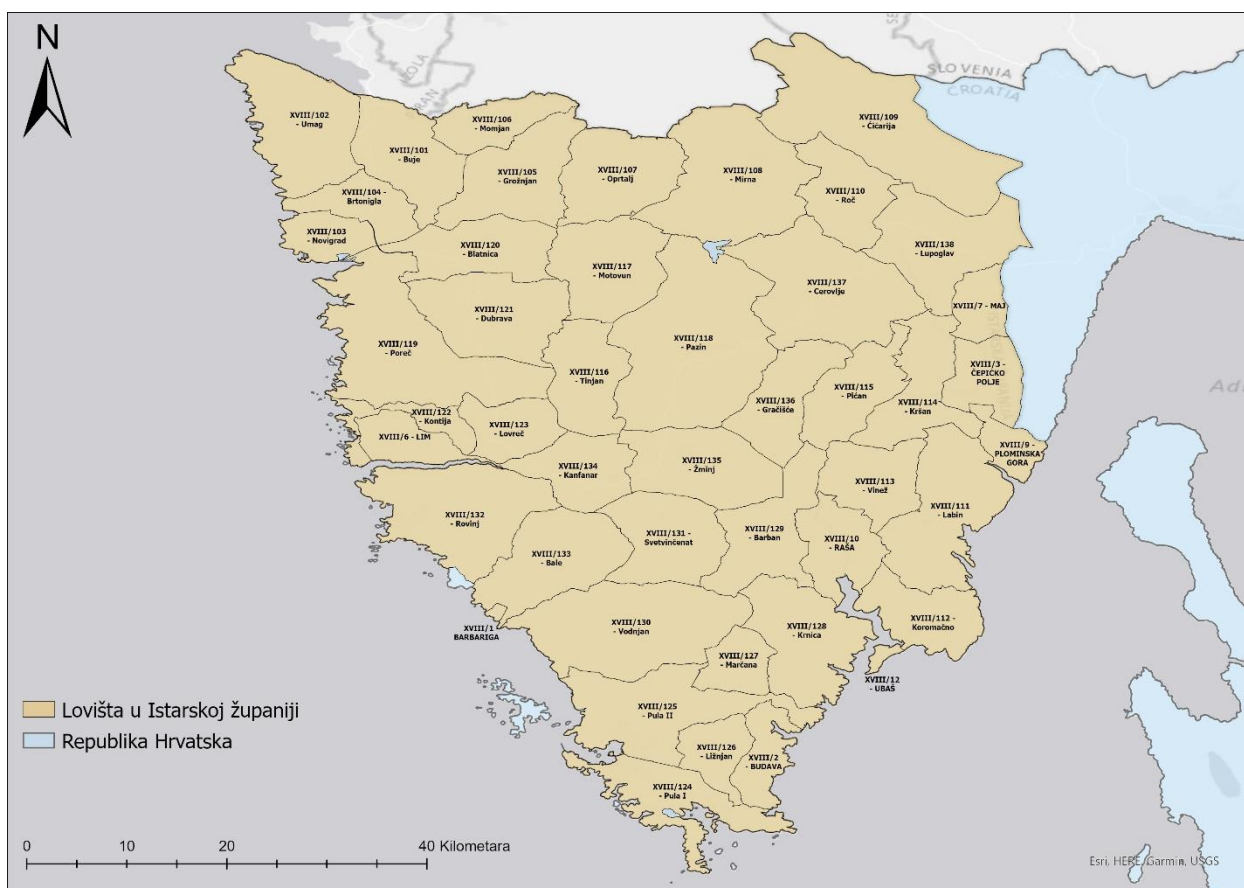 N
SLOVENIA
CROATIA
XVIII/102
- Umag
XVIII/106
- Momjan
XVIII/109
- Ćićarija
XVIII/101
- Buje
XVIII/105
- Grožnjan
XVIII/107
- Oprtalj
XVIII/108
- Mirna
XVIII/110
- Roč
XVIII/104 -
Brtonigla
XVIII/103
- Novigrad
XVIII/120
- Blatnica
XVIII/138
- Lupoglav
XVIII/117
- Motovun
XVIII/137
- Cerovlje
XVIII/7 - MAJ
XVIII/121
- Dubrava
XVIII/118
- Pazin
XVIII/119
- Poreč
XVIII/3 -
ČEPIĆKO
POLJE
XVIII/116
- Tinjan
XVIII/115
- Pićan
XVIII/136
- Gračišće
XVIII/114
- Kršan
XVIII/122
- Kontija
XVIII/123
- Lovreč
XVIII/6 - LIM
XVIII/9 -
PLOMINSKA
GORA
XVIII/134
- Kanfanar
XVIII/135
- Žminj
XVIII/113
- Vinež
XVIII/111
- Labin
XVIII/132
- Rovinj
XVIII/131 -
Svetvinčenat
XVIII/129
- Barban
XVIII/10
- RAŠA
XVIII/133
- Bale
XVIII/112 -
Koromačno
XVIII/1
BARBARIGA
XVIII/130
- Vodnjan
XVIII/128
- Krnica
XVIII/127
- Marčana
XVIII/12
- UBAŠ
XVIII/125
- Pula II
XVIII/126
- Ližnjan
XVIII/2
- BUDAVA
XVIII/124
- Pula I
Lovišta u Istarskoj županiji
Republika Hrvatska
0 10 20 40 Kilometara
Esri, HERE, Garmin, USGS